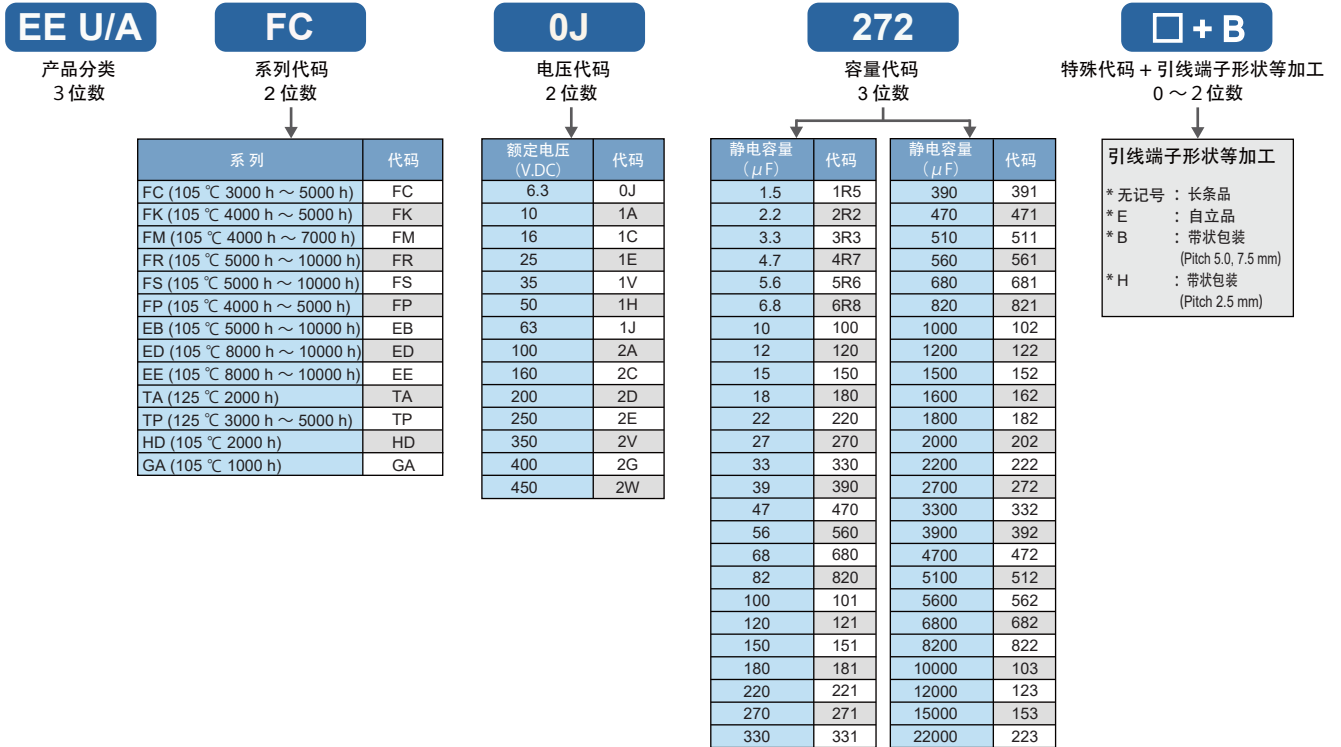 EE U/A FC 0J 272 □ + B
产品分类 系列代码 电压代码 容量代码 特殊代码 + 引线端子形状等加工
3 位数 2 位数 2 位数 3 位数 0 ～ 2 位数
系 列 代码
FC (105 ℃ 3000 h ～ 5000 h) FC
FK (105 ℃ 4000 h ～ 5000 h) FK
FM (105 ℃ 4000 h ～ 7000 h) FM
FR (105 ℃ 5000 h ～ 10000 h) FR
FS (105 ℃ 5000 h ～ 10000 h) FS
FP (105 ℃ 4000 h ～ 5000 h) FP
EB (105 ℃ 5000 h ～ 10000 h) EB
ED (105 ℃ 8000 h ～ 10000 h) ED
EE (105 ℃ 8000 h ～ 10000 h) EE
TA (125 ℃ 2000 h) TA
TP (125 ℃ 3000 h ～ 5000 h) TP
HD (105 ℃ 2000 h) HD
GA (105 ℃ 1000 h) GA
额定电压 代码
(V.DC)
6.3 0J
10 1A
16 1C
25 1E
35 1V
50 1H
63 1J
100 2A
160 2C
200 2D
250 2E
350 2V
400 2G
450 2W
静电容量 代码
(μF)
1.5 1R5
2.2 2R2
3.3 3R3
4.7 4R7
5.6 5R6
6.8 6R8
10 100
12 120
15 150
18 180
22 220
27 270
33 330
39 390
47 470
56 560
68 680
82 820
100 101
120 121
150 151
180 181
220 221
270 271
330 331
静电容量 代码
(μF)
390 391
470 471
510 511
560 561
680 681
820 821
1000 102
1200 122
1500 152
1600 162
1800 182
2000 202
2200 222
2700 272
3300 332
3900 392
4700 472
5100 512
5600 562
6800 682
8200 822
10000 103
12000 123
15000 153
22000 223
引线端子形状等加工
* 无记号 : 长条品
* E : 自立品
* B : 带状包装
(Pitch 5.0, 7.5 mm)
* H : 带状包装
(Pitch 2.5 mm)